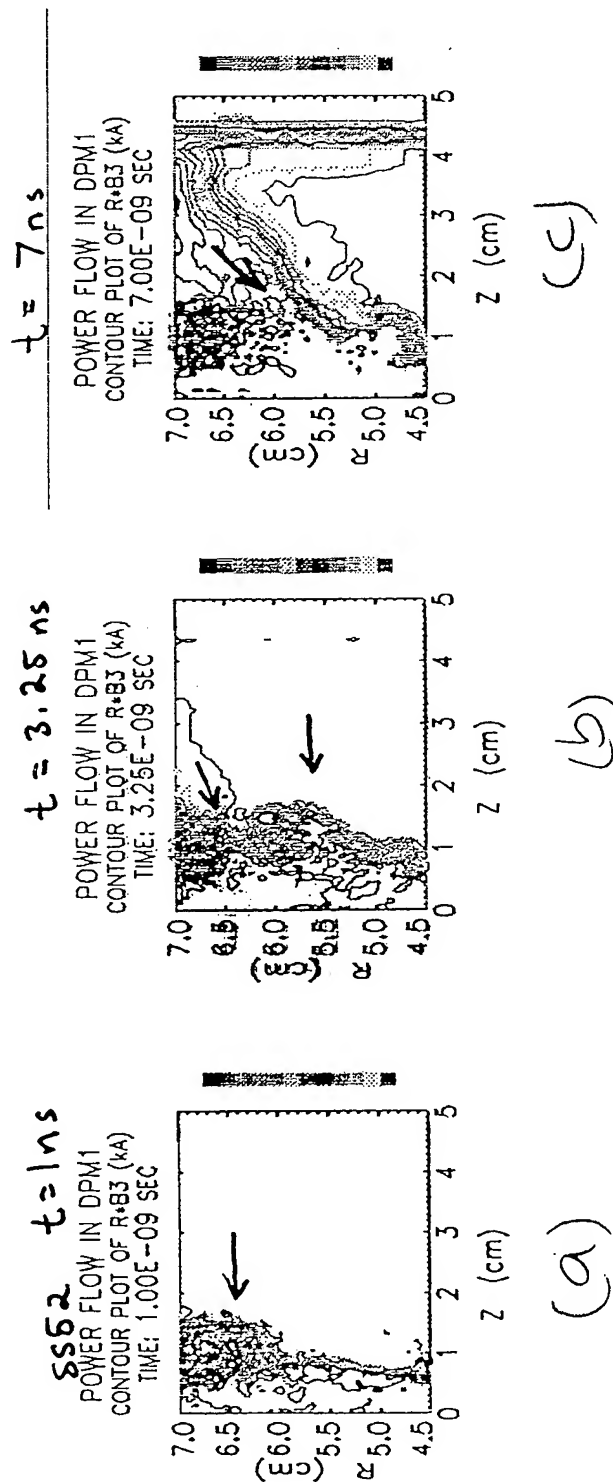 ssb2 t=1ns
POWER FLOW IN DPM1
CONTOUR PLOT OF R*B3 (kA)
TIME: 1.00E-09 SEC
7.0
6.5
6.0
5.5
5.0
4.5
R (cm)
0 1 2 3 4 5
Z (cm)
(a)
t = 3.25 ns
POWER FLOW IN DPM1
CONTOUR PLOT OF R*B3 (kA)
TIME: 3.25E-09 SEC
7.0
6.5
6.0
5.5
5.0
4.5
R (cm)
0 1 2 3 4 5
Z (cm)
(b)
t = 7ns
POWER FLOW IN DPM1
CONTOUR PLOT OF R*B3 (kA)
TIME: 7.00E-09 SEC
7.0
6.5
6.0
5.5
5.0
4.5
R (cm)
0 1 2 3 4 5
Z (cm)
(c)